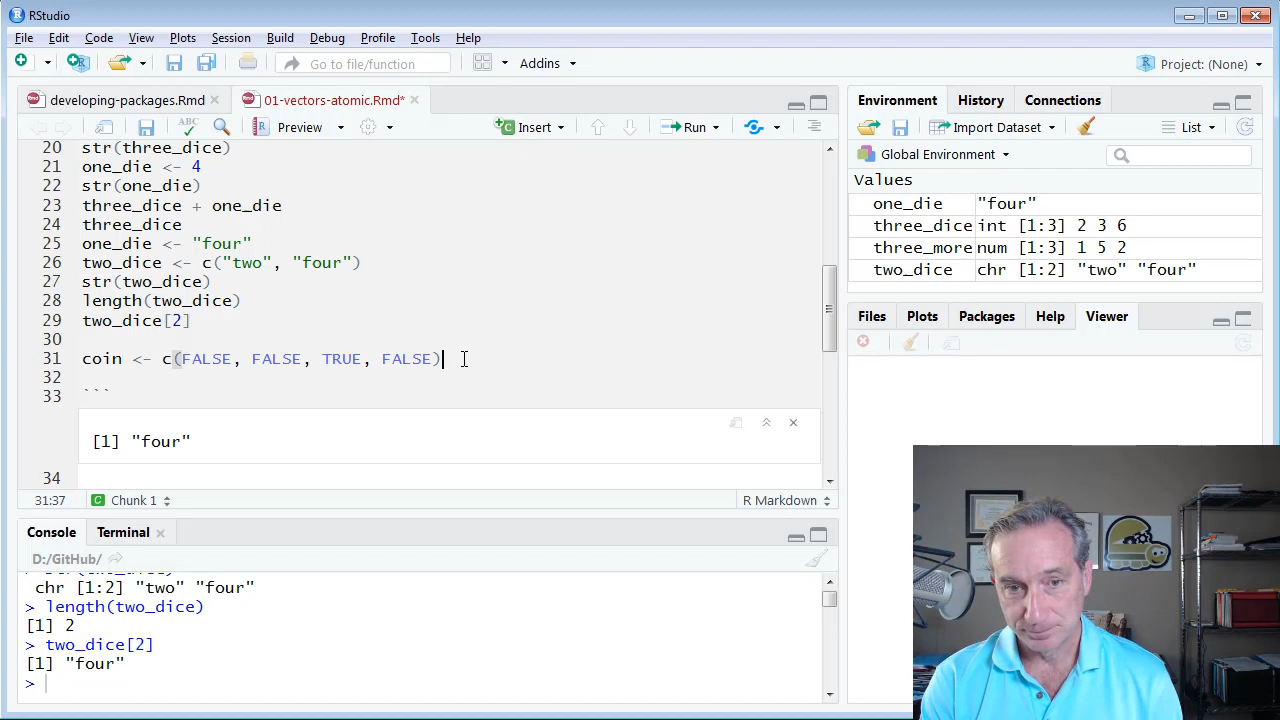 RStudio
File Edit Code View Plots Session Build Debug Profile Tools Help
Go to file/function Addins Project: (None)
developing-packages.Rmd 01-vectors-atomic.Rmd*
ABC Preview Insert Run
20 str(three_dice)
21 one_die <- 4
22 str(one_die)
23 three_dice + one_die
24 three_dice
25 one_die <- "four"
26 two_dice <- c("two", "four")
27 str(two_dice)
28 length(two_dice)
29 two_dice[2]
30
31 coin <- c(FALSE, FALSE, TRUE, FALSE)
32
33 ```
[1] "four"
34
31:37 Chunk 1 R Markdown
Console Terminal
D:/GitHub/
chr [1:2] "two" "four"
> length(two_dice)
[1] 2
> two_dice[2]
[1] "four"
>
Environment History Connections
Import Dataset List
Global Environment
Values
one_die "four"
three_dice int [1:3] 2 3 6
three_more num [1:3] 1 5 2
two_dice chr [1:2] "two" "four"
Files Plots Packages Help Viewer